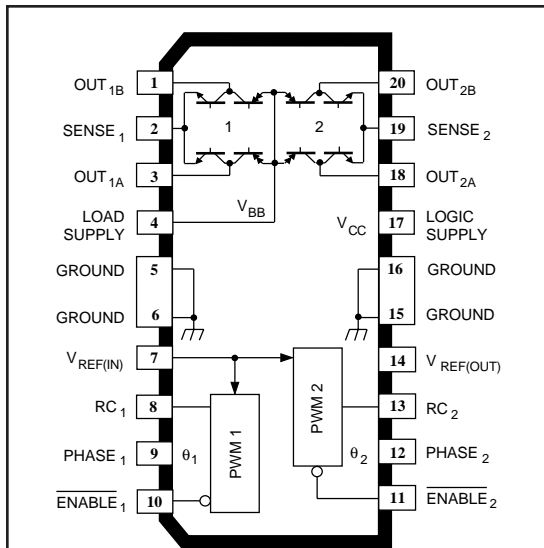 OUT1B 1 20 OUT2B
SENSE1 2 1 2 19 SENSE2
OUT1A 3 18 OUT2A
LOAD SUPPLY 4 VBB VCC 17 LOGIC SUPPLY
GROUND 5 16 GROUND
GROUND 6 15 GROUND
VREF(IN) 7 14 VREF(OUT)
RC1 8 PWM 1 PWM 2 13 RC2
PHASE1 9 θ1 θ2 12 PHASE2
ENABLE1 10 11 ENABLE2